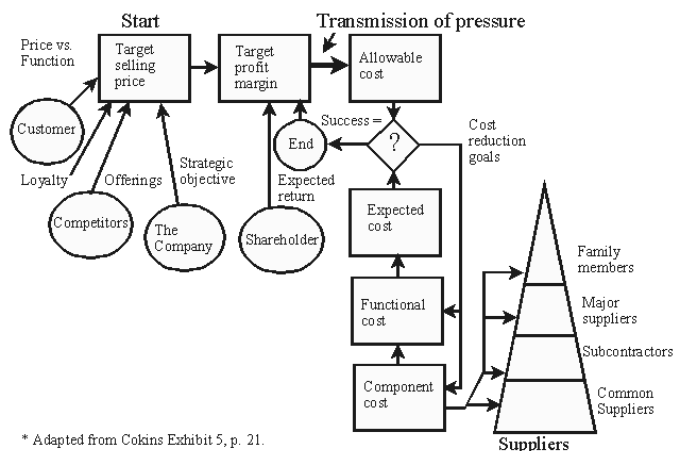 Start
Transmission of pressure
Price vs.
Function
Target
selling
price
Target
profit
margin
Allowable
cost
Customer
Success =
?
Cost
reduction
goals
End
Loyalty
Offerings
Strategic
objective
Expected
return
Competitors
The
Company
Shareholder
Expected
cost
Functional
cost
Component
cost
Family
members
Major
suppliers
Subcontractors
Common
Suppliers
Suppliers
* Adapted from Cokins Exhibit 5, p. 21.